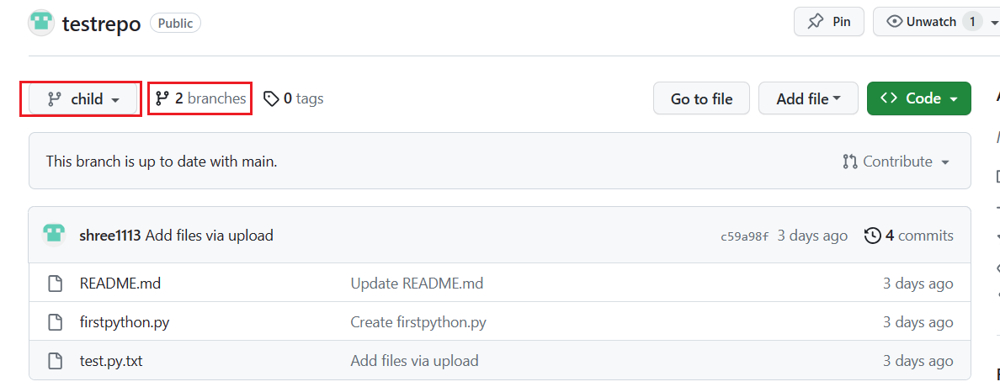 testrepo Public Pin Unwatch 1
child 2 branches 0 tags Go to file Add file Code
This branch is up to date with main. Contribute
shree1113 Add files via upload c59a98f 3 days ago 4 commits
README.md Update README.md 3 days ago
firstpython.py Create firstpython.py 3 days ago
test.py.txt Add files via upload 3 days ago